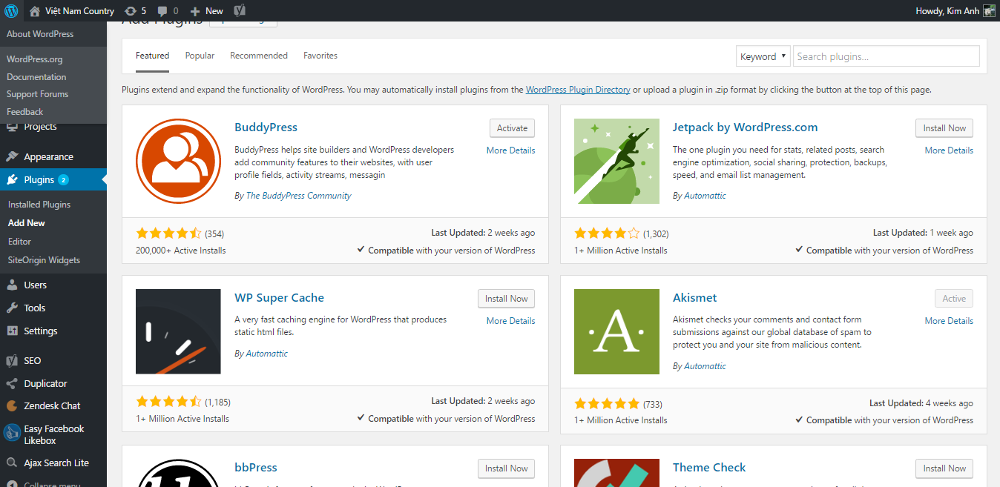 Việt Nam Country
5
0
New
Howdy, Kim Anh
About WordPress
WordPress.org
Documentation
Support Forums
Feedback
Projects
Appearance
Plugins 2
Installed Plugins
Add New
Editor
SiteOrigin Widgets
Users
Tools
Settings
SEO
Duplicator
Zendesk Chat
Easy Facebook
Likebox
Ajax Search Lite
Collapse menu
Add Plugins
Featured
Popular
Recommended
Favorites
Keyword
Search plugins...
Plugins extend and expand the functionality of WordPress. You may automatically install plugins from the WordPress Plugin Directory or upload a plugin in .zip format by clicking the button at the top of this page.
BuddyPress
Activate
More Details
BuddyPress helps site builders and WordPress developers
add community features to their websites, with user
profile fields, activity streams, messagin
By The BuddyPress Community
(354)
200,000+ Active Installs
Last Updated: 2 weeks ago
Compatible with your version of WordPress
Jetpack by WordPress.com
Install Now
More Details
The one plugin you need for stats, related posts, search
engine optimization, social sharing, protection, backups,
speed, and email list management.
By Automattic
(1,302)
1+ Million Active Installs
Last Updated: 1 week ago
Compatible with your version of WordPress
WP Super Cache
Install Now
More Details
A very fast caching engine for WordPress that produces
static html files.
By Automattic
(1,185)
1+ Million Active Installs
Last Updated: 2 weeks ago
Compatible with your version of WordPress
A
Akismet
Active
More Details
Akismet checks your comments and contact form
submissions against our global database of spam to
protect you and your site from malicious content.
By Automattic
(733)
1+ Million Active Installs
Last Updated: 4 weeks ago
Compatible with your version of WordPress
bbPress
Install Now
Theme Check
Install Now